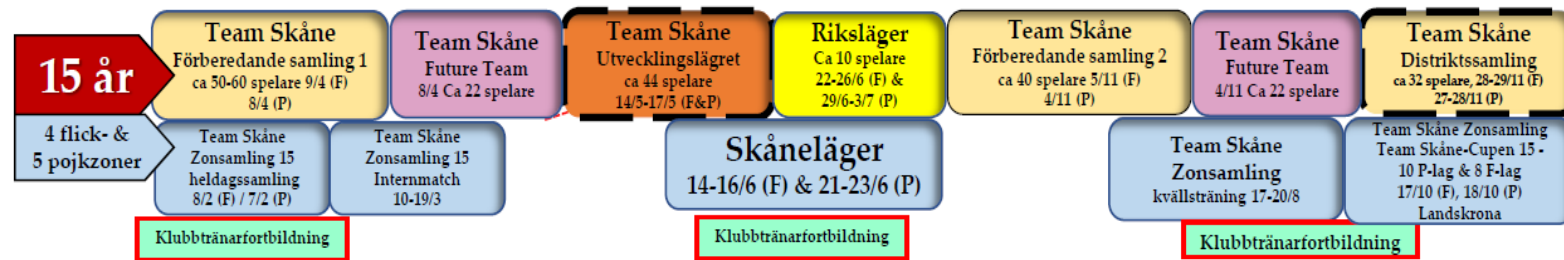 15 år
Team Skåne
Förberedande samling 1
ca 50-60 spelare 9/4 (F)
8/4 (P)
Team Skåne
Future Team
8/4 Ca 22 spelare
Team Skåne
Utvecklingslägret
ca 44 spelare
14/5-17/5 (F&P)
Riksläger
Ca 10 spelare
22-26/6 (F) &
29/6-3/7 (P)
Team Skåne
Förberedande samling 2
ca 40 spelare 5/11 (F)
4/11 (P)
Team Skåne
Future Team
4/11 Ca 22 spelare
Team Skåne
Distriktssamling
ca 32 spelare, 28-29/11 (F)
27-28/11 (P)
4 flick- &
5 pojkzoner
Team Skåne
Zonsamling 15
heldagssamling
8/2 (F) / 7/2 (P)
Team Skåne
Zonsamling 15
Internmatch
10-19/3
Skåneläger
14-16/6 (F) & 21-23/6 (P)
Team Skåne
Zonsamling
kvällsträning 17-20/8
Team Skåne Zonsamling
Team Skåne-Cupen 15 -
10 P-lag & 8 F-lag
17/10 (F), 18/10 (P)
Landskrona
Klubbtränarfortbildning
Klubbtränarfortbildning
Klubbtränarfortbildning